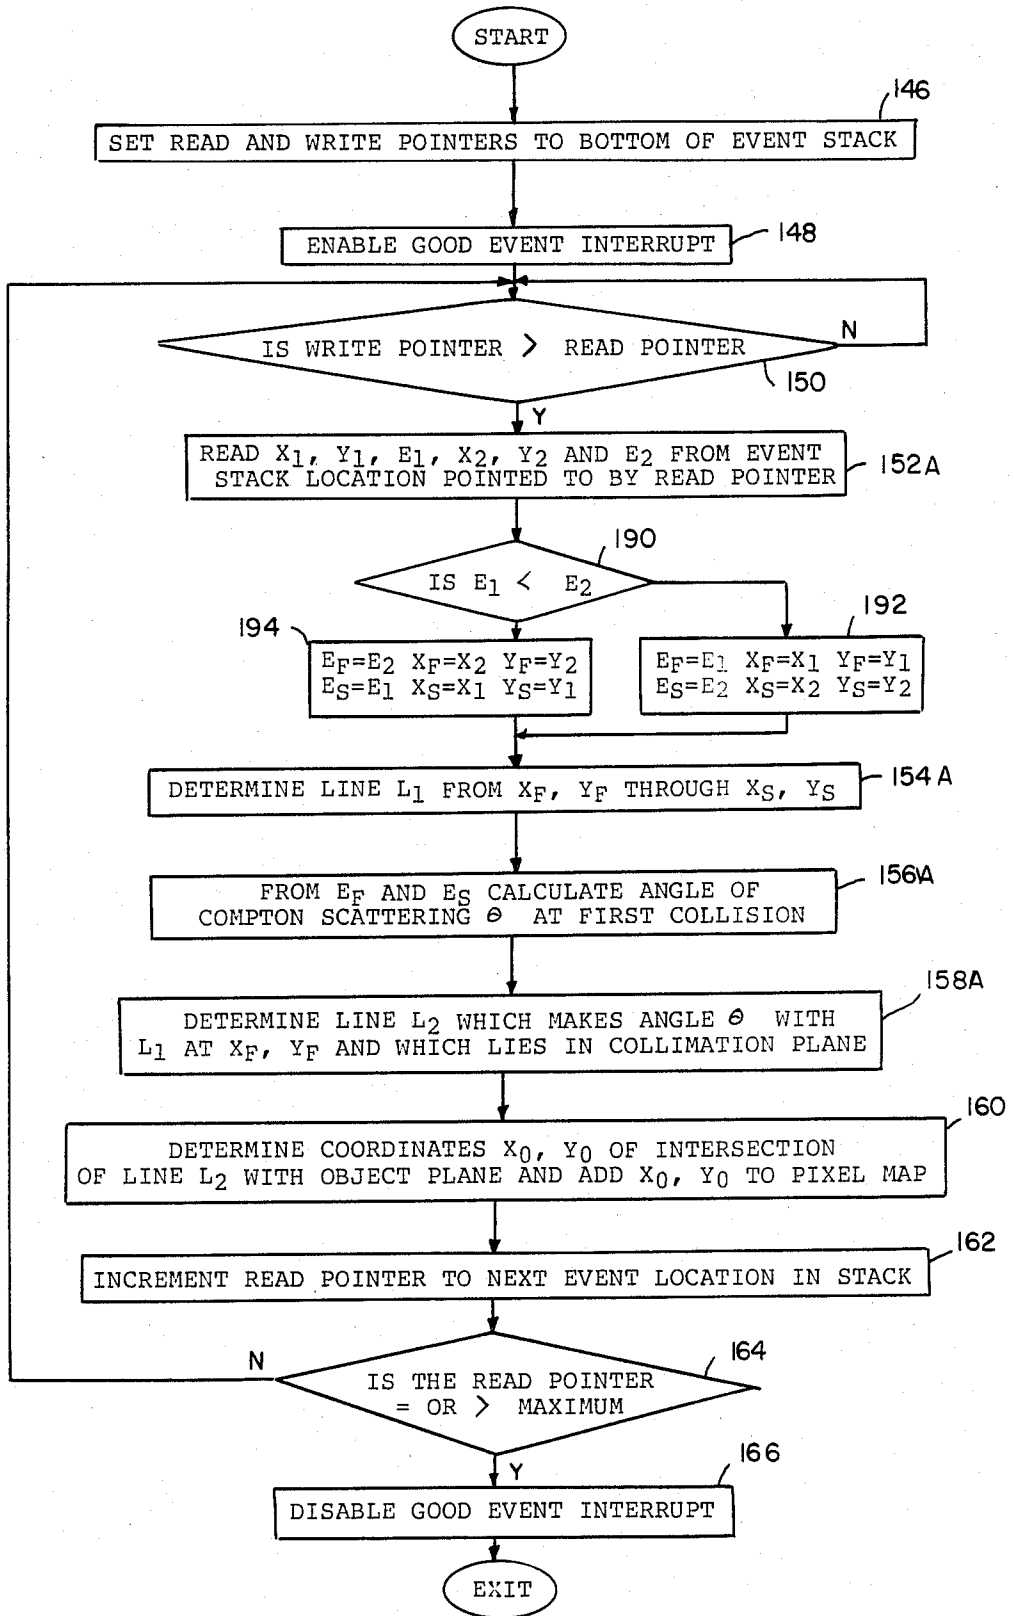 START
146
SET READ AND WRITE POINTERS TO BOTTOM OF EVENT STACK
148
ENABLE GOOD EVENT INTERRUPT
N
IS WRITE POINTER > READ POINTER
150
Y
READ X1, Y1, E1, X2, Y2 AND E2 FROM EVENT
STACK LOCATION POINTED TO BY READ POINTER
152A
190
IS E1 < E2
194
192
EF=E2 XF=X2 YF=Y2
ES=E1 XS=X1 YS=Y1
EF=E1 XF=X1 YF=Y1
ES=E2 XS=X2 YS=Y2
154A
DETERMINE LINE L1 FROM XF, YF THROUGH XS, YS
156A
FROM EF AND ES CALCULATE ANGLE OF
COMPTON SCATTERING θ AT FIRST COLLISION
158A
DETERMINE LINE L2 WHICH MAKES ANGLE θ WITH
L1 AT XF, YF AND WHICH LIES IN COLLIMATION PLANE
160
DETERMINE COORDINATES X0, Y0 OF INTERSECTION
OF LINE L2 WITH OBJECT PLANE AND ADD X0, Y0 TO PIXEL MAP
162
INCREMENT READ POINTER TO NEXT EVENT LOCATION IN STACK
N
164
IS THE READ POINTER
= OR > MAXIMUM
Y
166
DISABLE GOOD EVENT INTERRUPT
EXIT